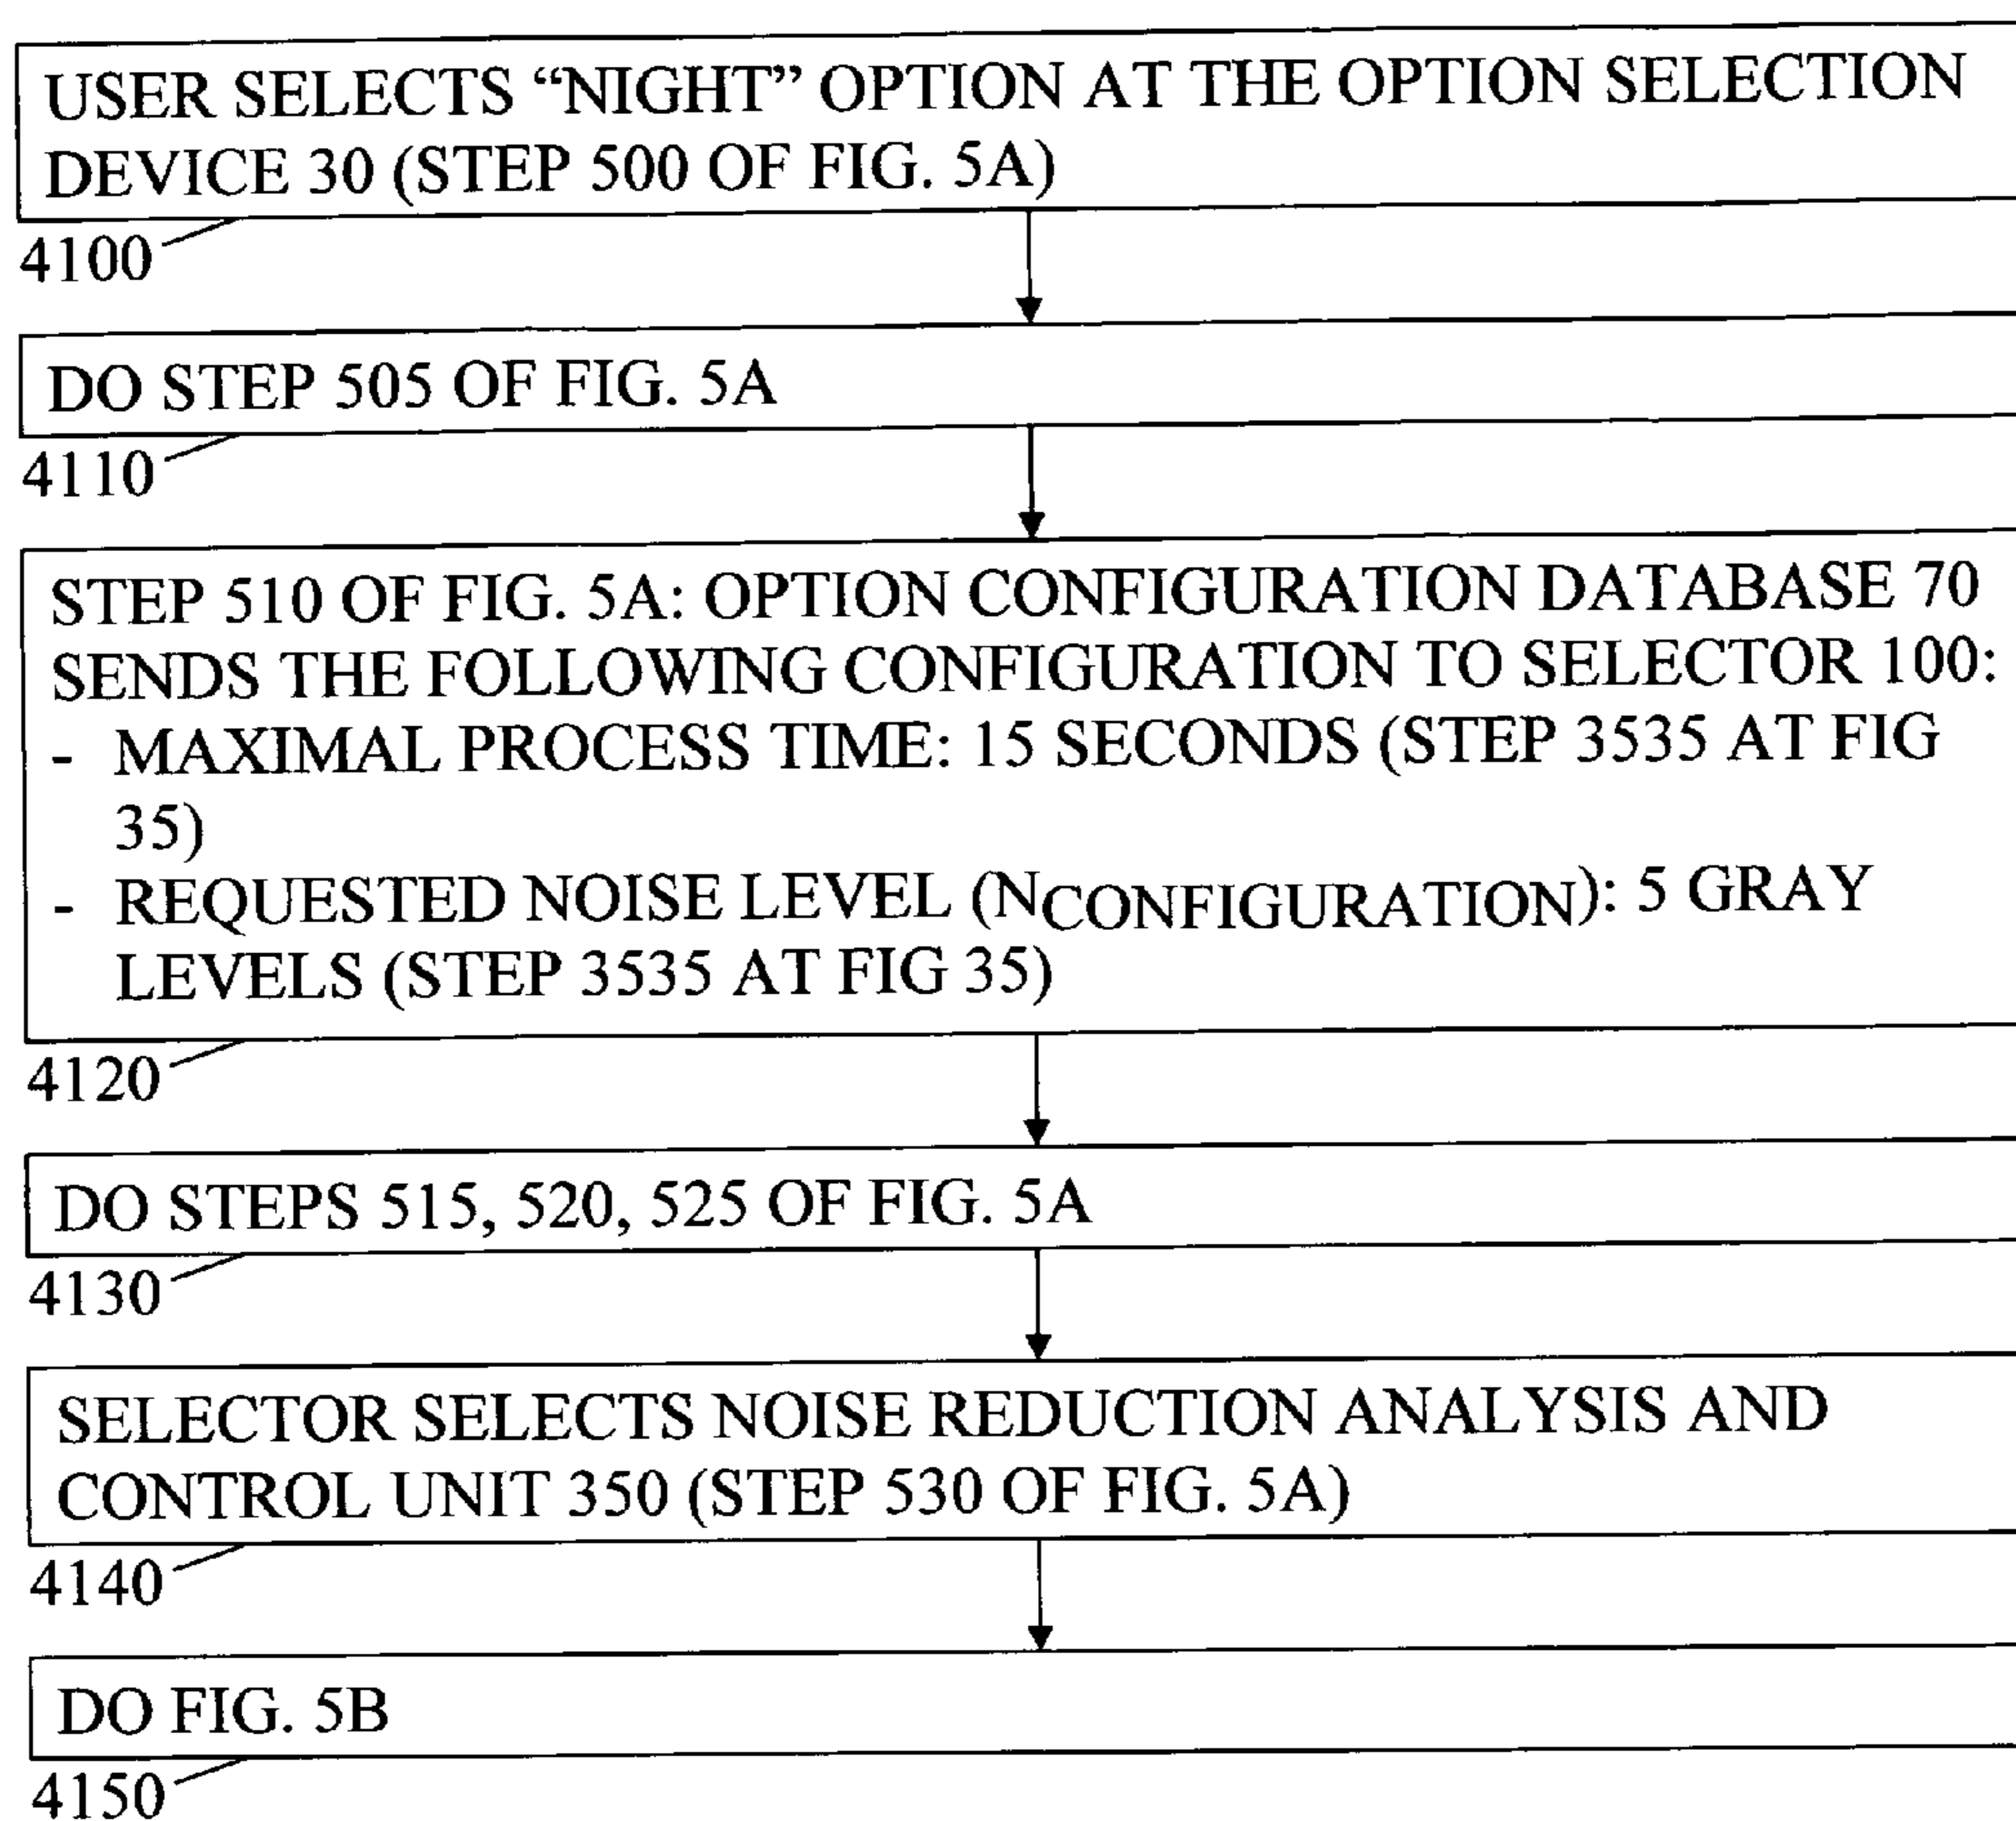 USER SELECTS “NIGHT” OPTION AT THE OPTION SELECTION
DEVICE 30 (STEP 500 OF FIG. 5A)
4100
DO STEP 505 OF FIG. 5A
4110
STEP 510 OF FIG. 5A: OPTION CONFIGURATION DATABASE 70
SENDS THE FOLLOWING CONFIGURATION TO SELECTOR 100:
- MAXIMAL PROCESS TIME: 15 SECONDS (STEP 3535 AT FIG
35)
- REQUESTED NOISE LEVEL (NCONFIGURATION): 5 GRAY
LEVELS (STEP 3535 AT FIG 35)
4120
DO STEPS 515, 520, 525 OF FIG. 5A
4130
SELECTOR SELECTS NOISE REDUCTION ANALYSIS AND
CONTROL UNIT 350 (STEP 530 OF FIG. 5A)
4140
DO FIG. 5B
4150